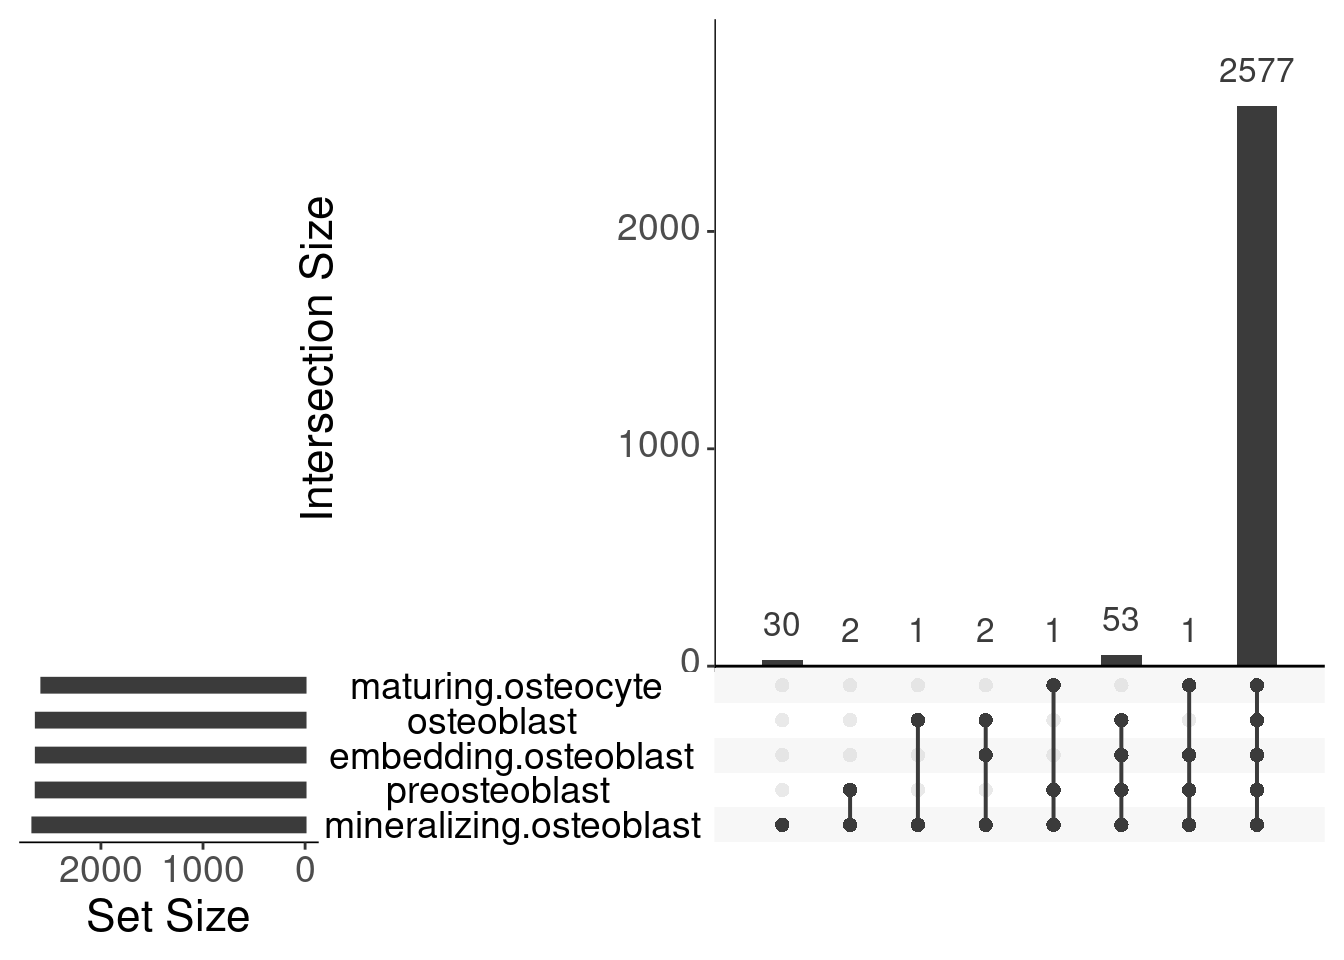 2577
Intersection Size
2000
1000
0
30 2 1 2 1 53 1
maturing.osteocyte
osteoblast
embedding.osteoblast
preosteoblast
mineralizing.osteoblast
2000 1000 0
Set Size